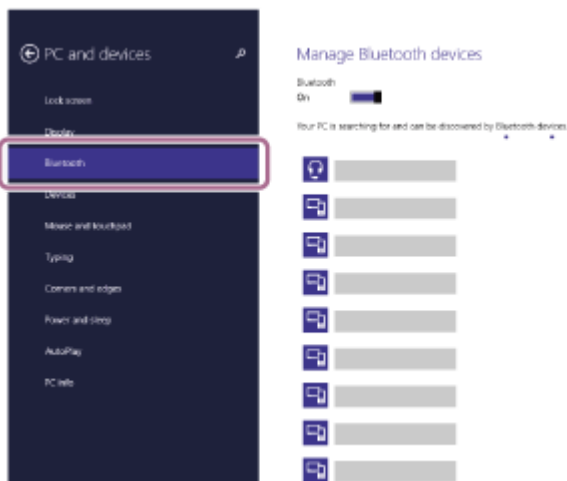 PC and devices
Lock screen
Display
Bluetooth
Devices
Mouse and touchpad
Typing
Corners and edges
Power and sleep
AutoPlay
PC info
Manage Bluetooth devices
Bluetooth
On
Your PC is searching for and can be discovered by Bluetooth devices